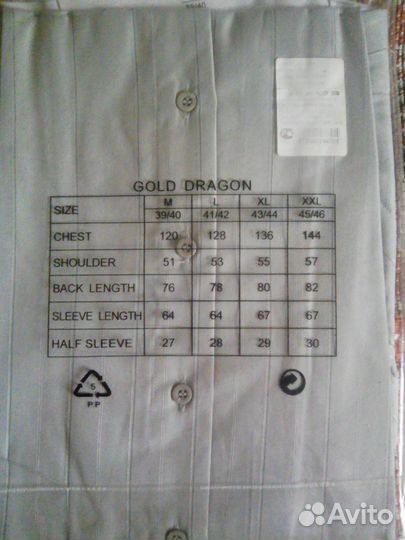 GOLD DRAGON
SIZE M 39/40 L 41/42 XL 43/44 XXL 45/46
CHEST 120 128 136 144
SHOULDER 51 53 55 57
BACK LENGTH 76 78 80 82
SLEEVE LENGTH 64 64 67 67
HALF SLEEVE 27 28 29 30
5
P.P
Avito